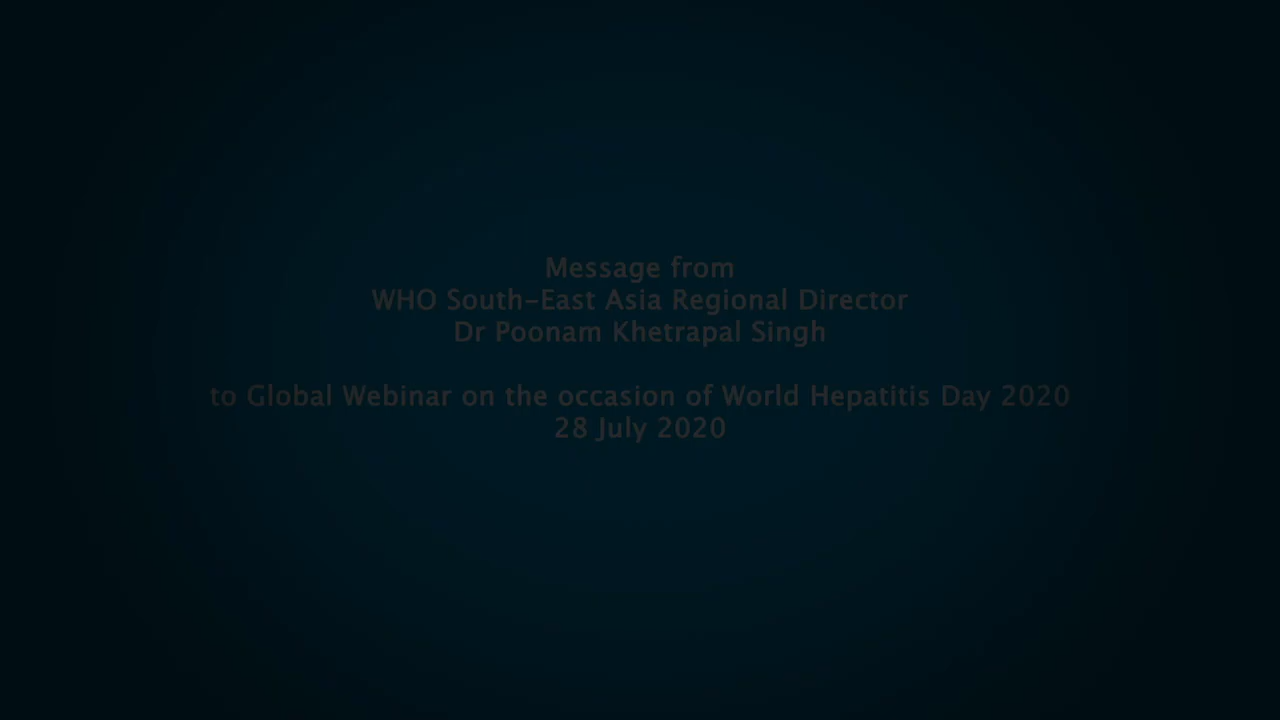 Message from
WHO South-East Asia Regional Director
Dr Poonam Khetrapal Singh
to Global Webinar on the occasion of World Hepatitis Day 2020
28 July 2020